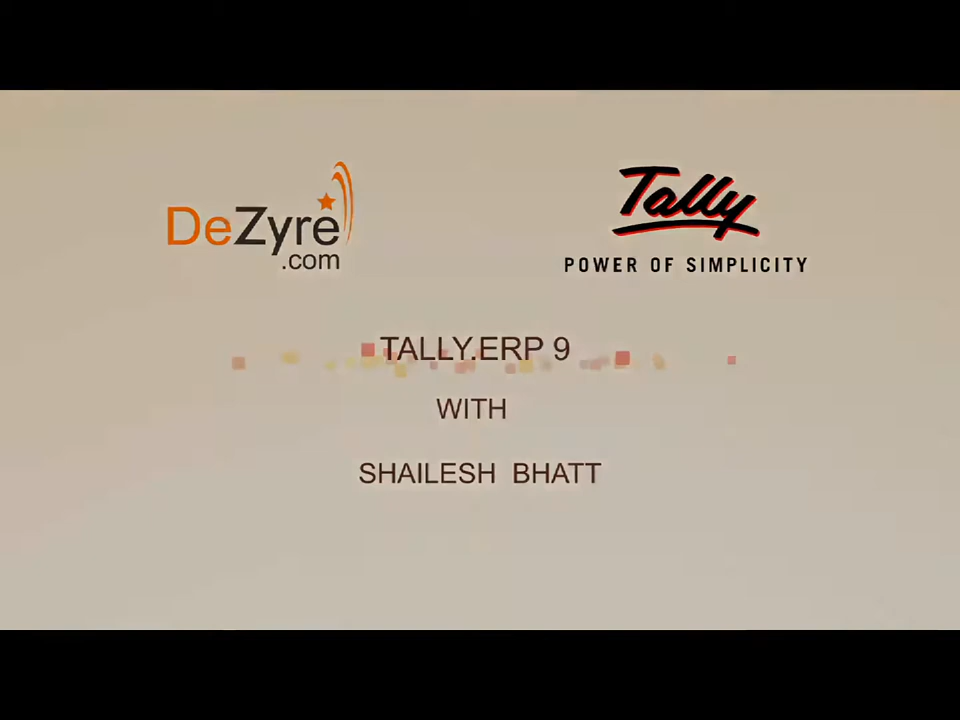 DeZyre
.com
Tally
POWER OF SIMPLICITY
TALLY.ERP 9
WITH
SHAILESH BHATT